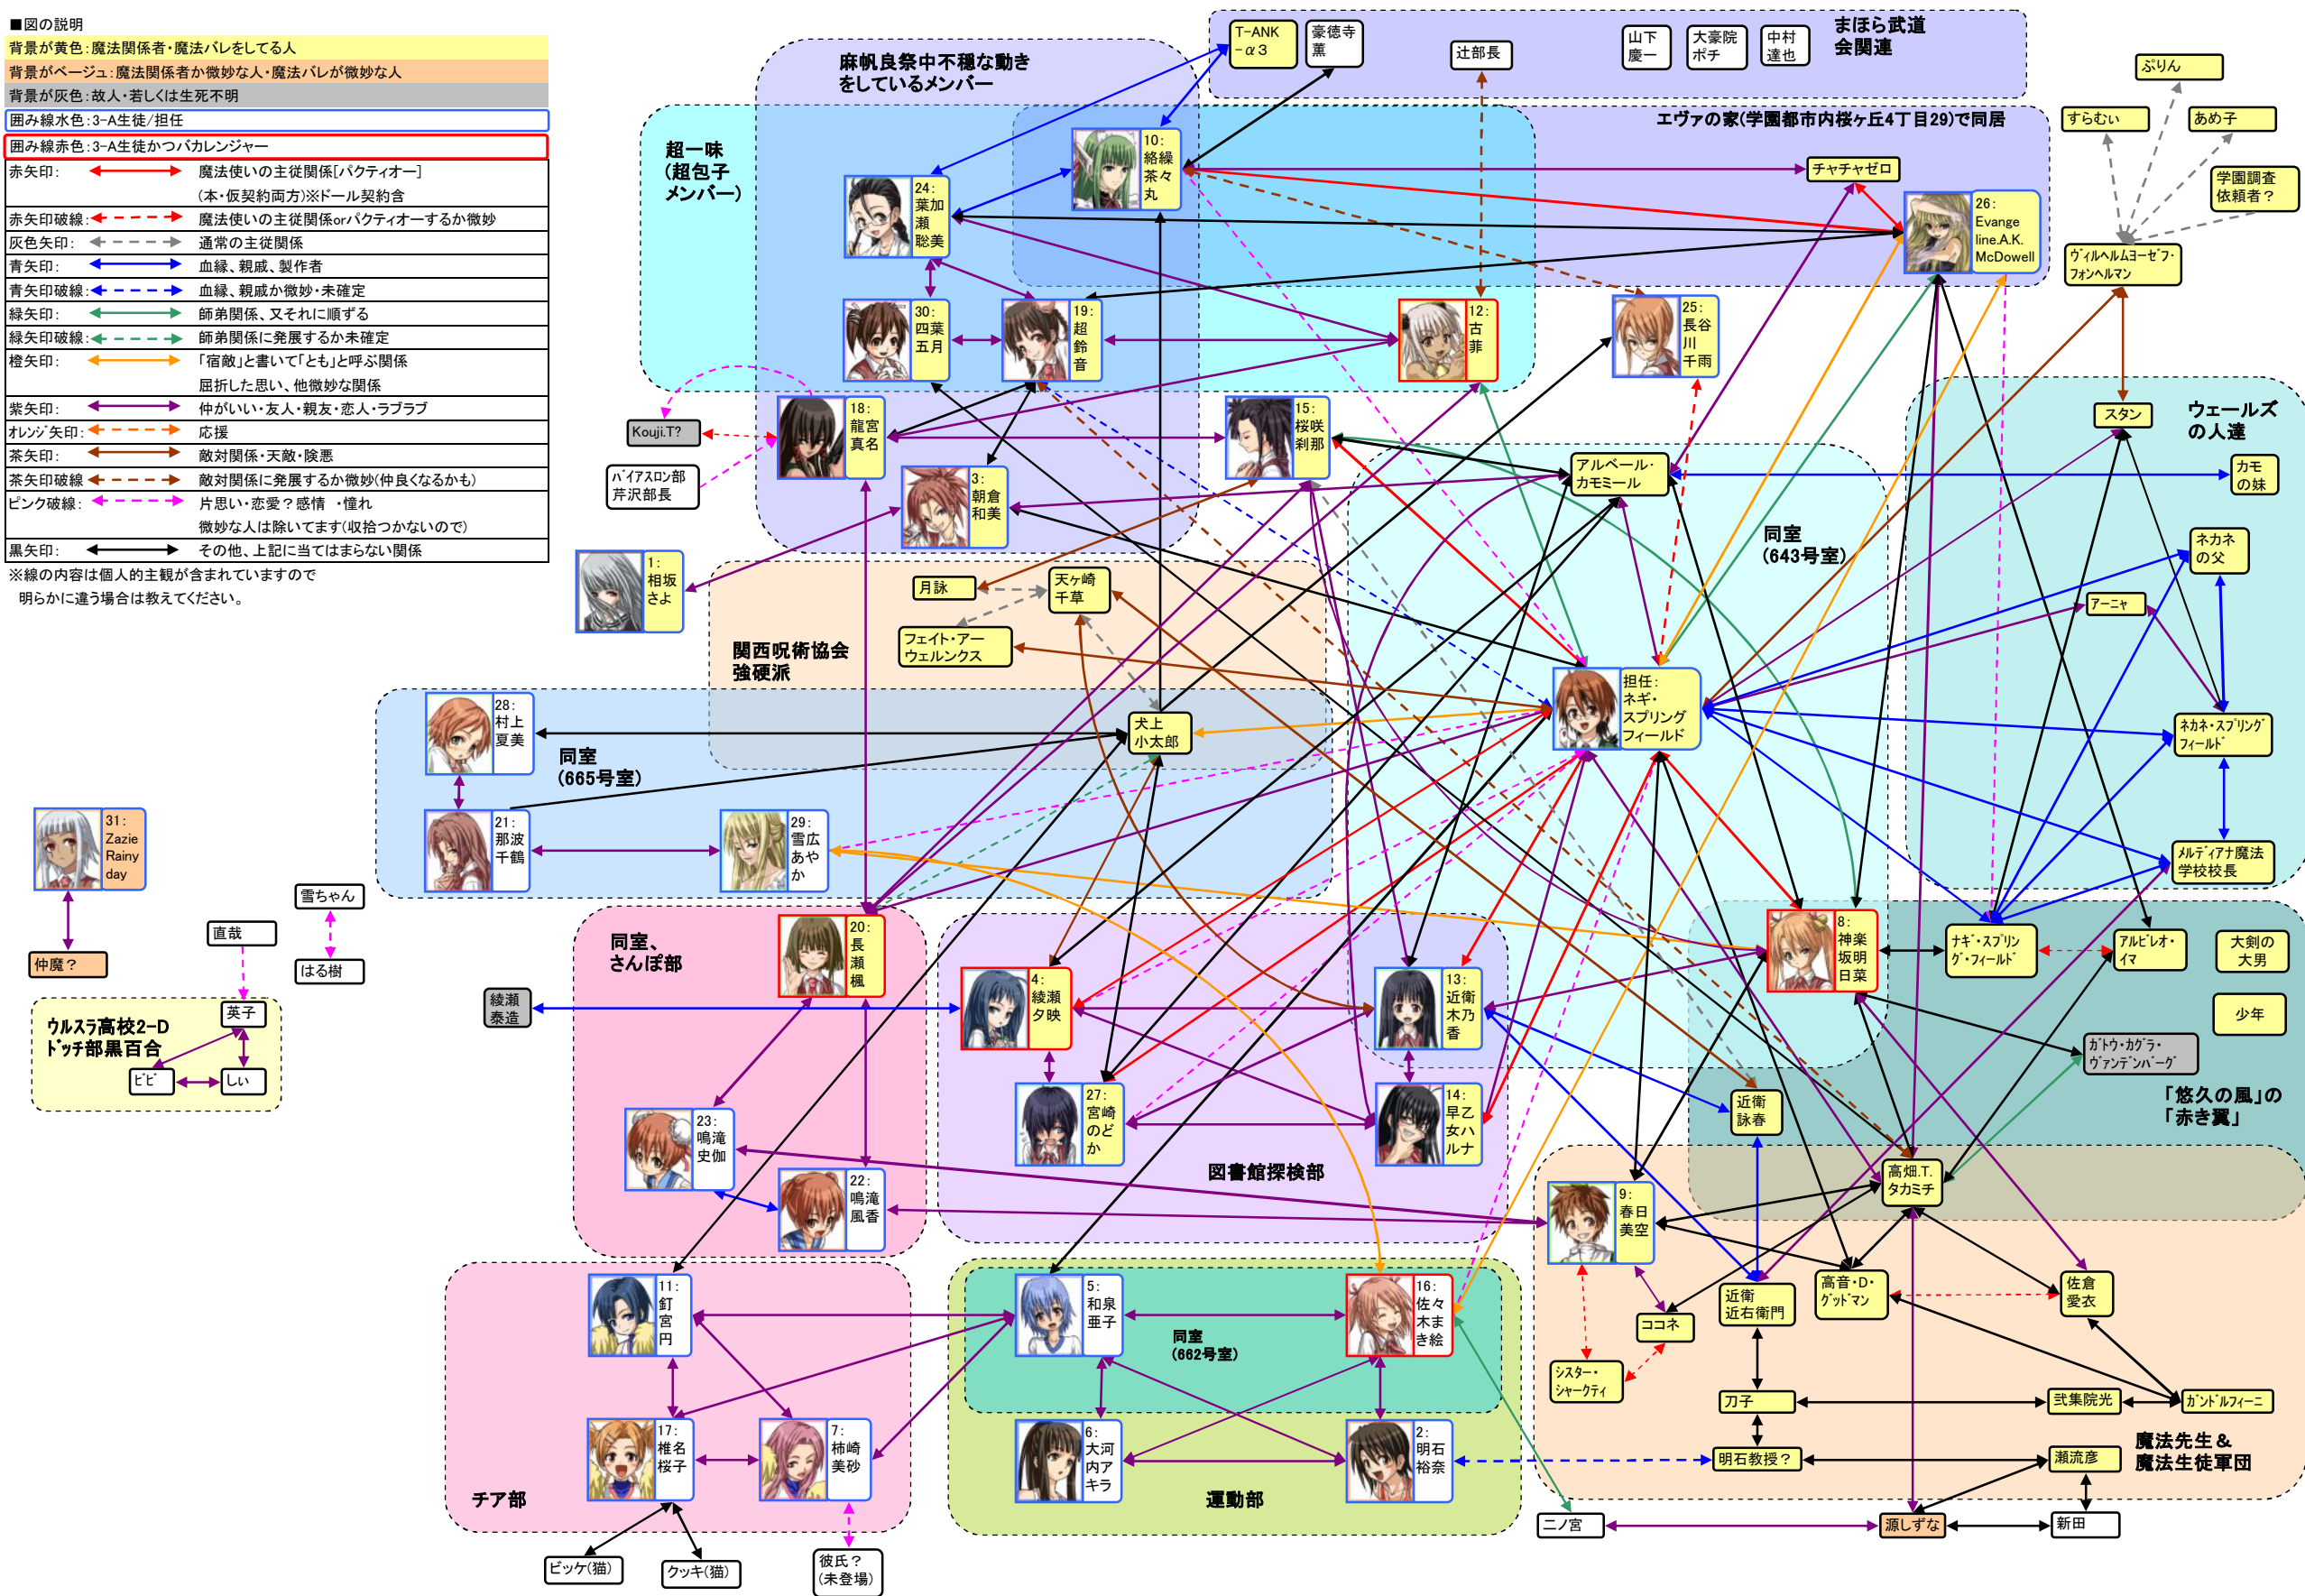 ■図の説明
背景が黄色:魔法関係者・魔法バレをしてる人
背景がベージュ:魔法関係者か微妙な人・魔法バレが微妙な人
背景が灰色:故人・若しくは生死不明
囲み線水色:3-A生徒/担任
囲み線赤色:3-A生徒かつバカレンジャー
赤矢印:
魔法使いの主従関係[パクティオー]
(本・仮契約両方)※ドール契約含
赤矢印破線:
魔法使いの主従関係orパクティオーするか微妙
灰色矢印:
通常の主従関係
青矢印:
血縁、親戚、製作者
青矢印破線:
血縁、親戚か微妙・未確定
緑矢印:
師弟関係、又それに順ずる
緑矢印破線:
師弟関係に発展するか未確定
橙矢印:
「宿敵」と書いて「とも」と呼ぶ関係
屈折した思い、他微妙な関係
紫矢印:
仲がいい・友人・親友・恋人・ラブラブ
オレンジ矢印:
応援
茶矢印:
敵対関係・天敵・険悪
茶矢印破線
敵対関係に発展するか微妙(仲良くなるかも)
ピンク破線:
片思い・恋愛?感情 ・憧れ
微妙な人は除いてます(収拾つかないので)
黒矢印:
その他、上記に当てはまらない関係
※線の内容は個人的主観が含まれていますので
明らかに違う場合は教えてください。
麻帆良祭中不穏な動き
をしているメンバー
T-ANK
-α3
豪徳寺
薫
辻部長
山下
慶一
大豪院
ポチ
中村
達也
まほら武道
会関連
ぷりん
すらむぃ
あめ子
学園調査
依頼者?
ヴィルヘルムヨーゼフ・
フォンヘルマン
超一味
(超包子
メンバー)
エヴァの家(学園都市内桜ヶ丘4丁目29)で同居
10:
絡繰
茶々
丸
チャチャゼロ
24:
葉加
瀬
聡美
26:
Evange
line.A.K.
McDowell
30:
四葉
五月
19:
超
鈴
音
12:
古
菲
25:
長谷
川
千雨
Kouji.T?
バイアスロン部
芹沢部長
18:
龍宮
真名
15:
桜咲
刹那
3:
朝倉
和美
1:
相坂
さよ
アルベール・
カモミール
同室
(643号室)
ウェールズ
の人達
スタン
カモ
の妹
ネカネ
の父
アーニャ
ネカネ・スプリング
フィールド
メルディアナ魔法
学校校長
月詠
天ヶ崎
千草
フェイト・アー
ウェルンクス
関西呪術協会
強硬派
犬上
小太郎
担任:
ネギ・
スプリング
フィールド
28:
村上
夏美
同室
(665号室)
21:
那波
千鶴
29:
雪広
あや
か
31:
Zazie
Rainy
day
仲魔?
雪ちゃん
はる樹
直哉
英子
ビビ
しい
ウルスラ高校2-D
ドッチ部黒百合
同室、
さんぽ部
20:
長
瀬
楓
23:
鳴滝
史伽
22:
鳴滝
風香
綾瀬
泰造
4:
綾瀬
夕映
13:
近衛
木乃
香
27:
宮崎
のど
か
14:
早乙
女ハ
ルナ
図書館探検部
8:
神楽
坂明
日菜
ナギ・スプリン
グ・フィールド
アルビレオ・
イマ
大剣の
大男
少年
ガトウ・カグラ・
ヴァンデンバーグ
「悠久の風」の
「赤き翼」
近衛
詠春
高畑.T.
タカミチ
9:
春日
美空
近衛
近右衛門
高音・D・
グッドマン
佐倉
愛衣
ココネ
シスター・
シャークティ
刀子
弐集院光
ガンドルフィーニ
明石教授?
瀬流彦
魔法先生&
魔法生徒軍団
二ノ宮
源しずな
新田
11:
釘
宮
円
17:
椎名
桜子
7:
柿崎
美砂
チア部
ビッケ(猫)
クッキ(猫)
彼氏?
(未登場)
5:
和泉
亜子
16:
佐々
木ま
き絵
同室
(662号室)
6:
大河
内ア
キラ
2:
明石
裕奈
運動部